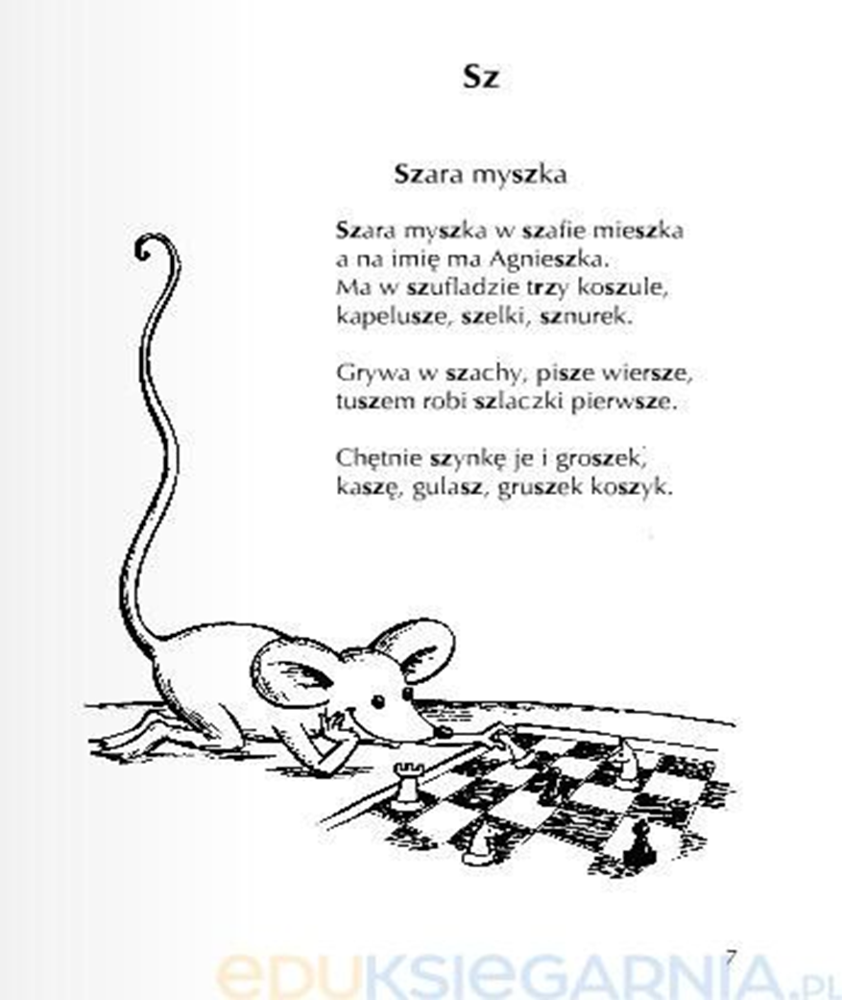 Sz
Szara myszka
Szara myszka w szafie mieszka
a na imię ma Agnieszka.
Ma w szufladzie trzy koszule,
kapelusze, szelki, sznurek.
Grywa w szachy, pisze wiersze,
tuszem robi szlaczki pierwsze.
Chętnie szynkę je i groszek,
kaszę, gulasz, gruszek koszyk.
7
eDUKSIeGARNIA.PL